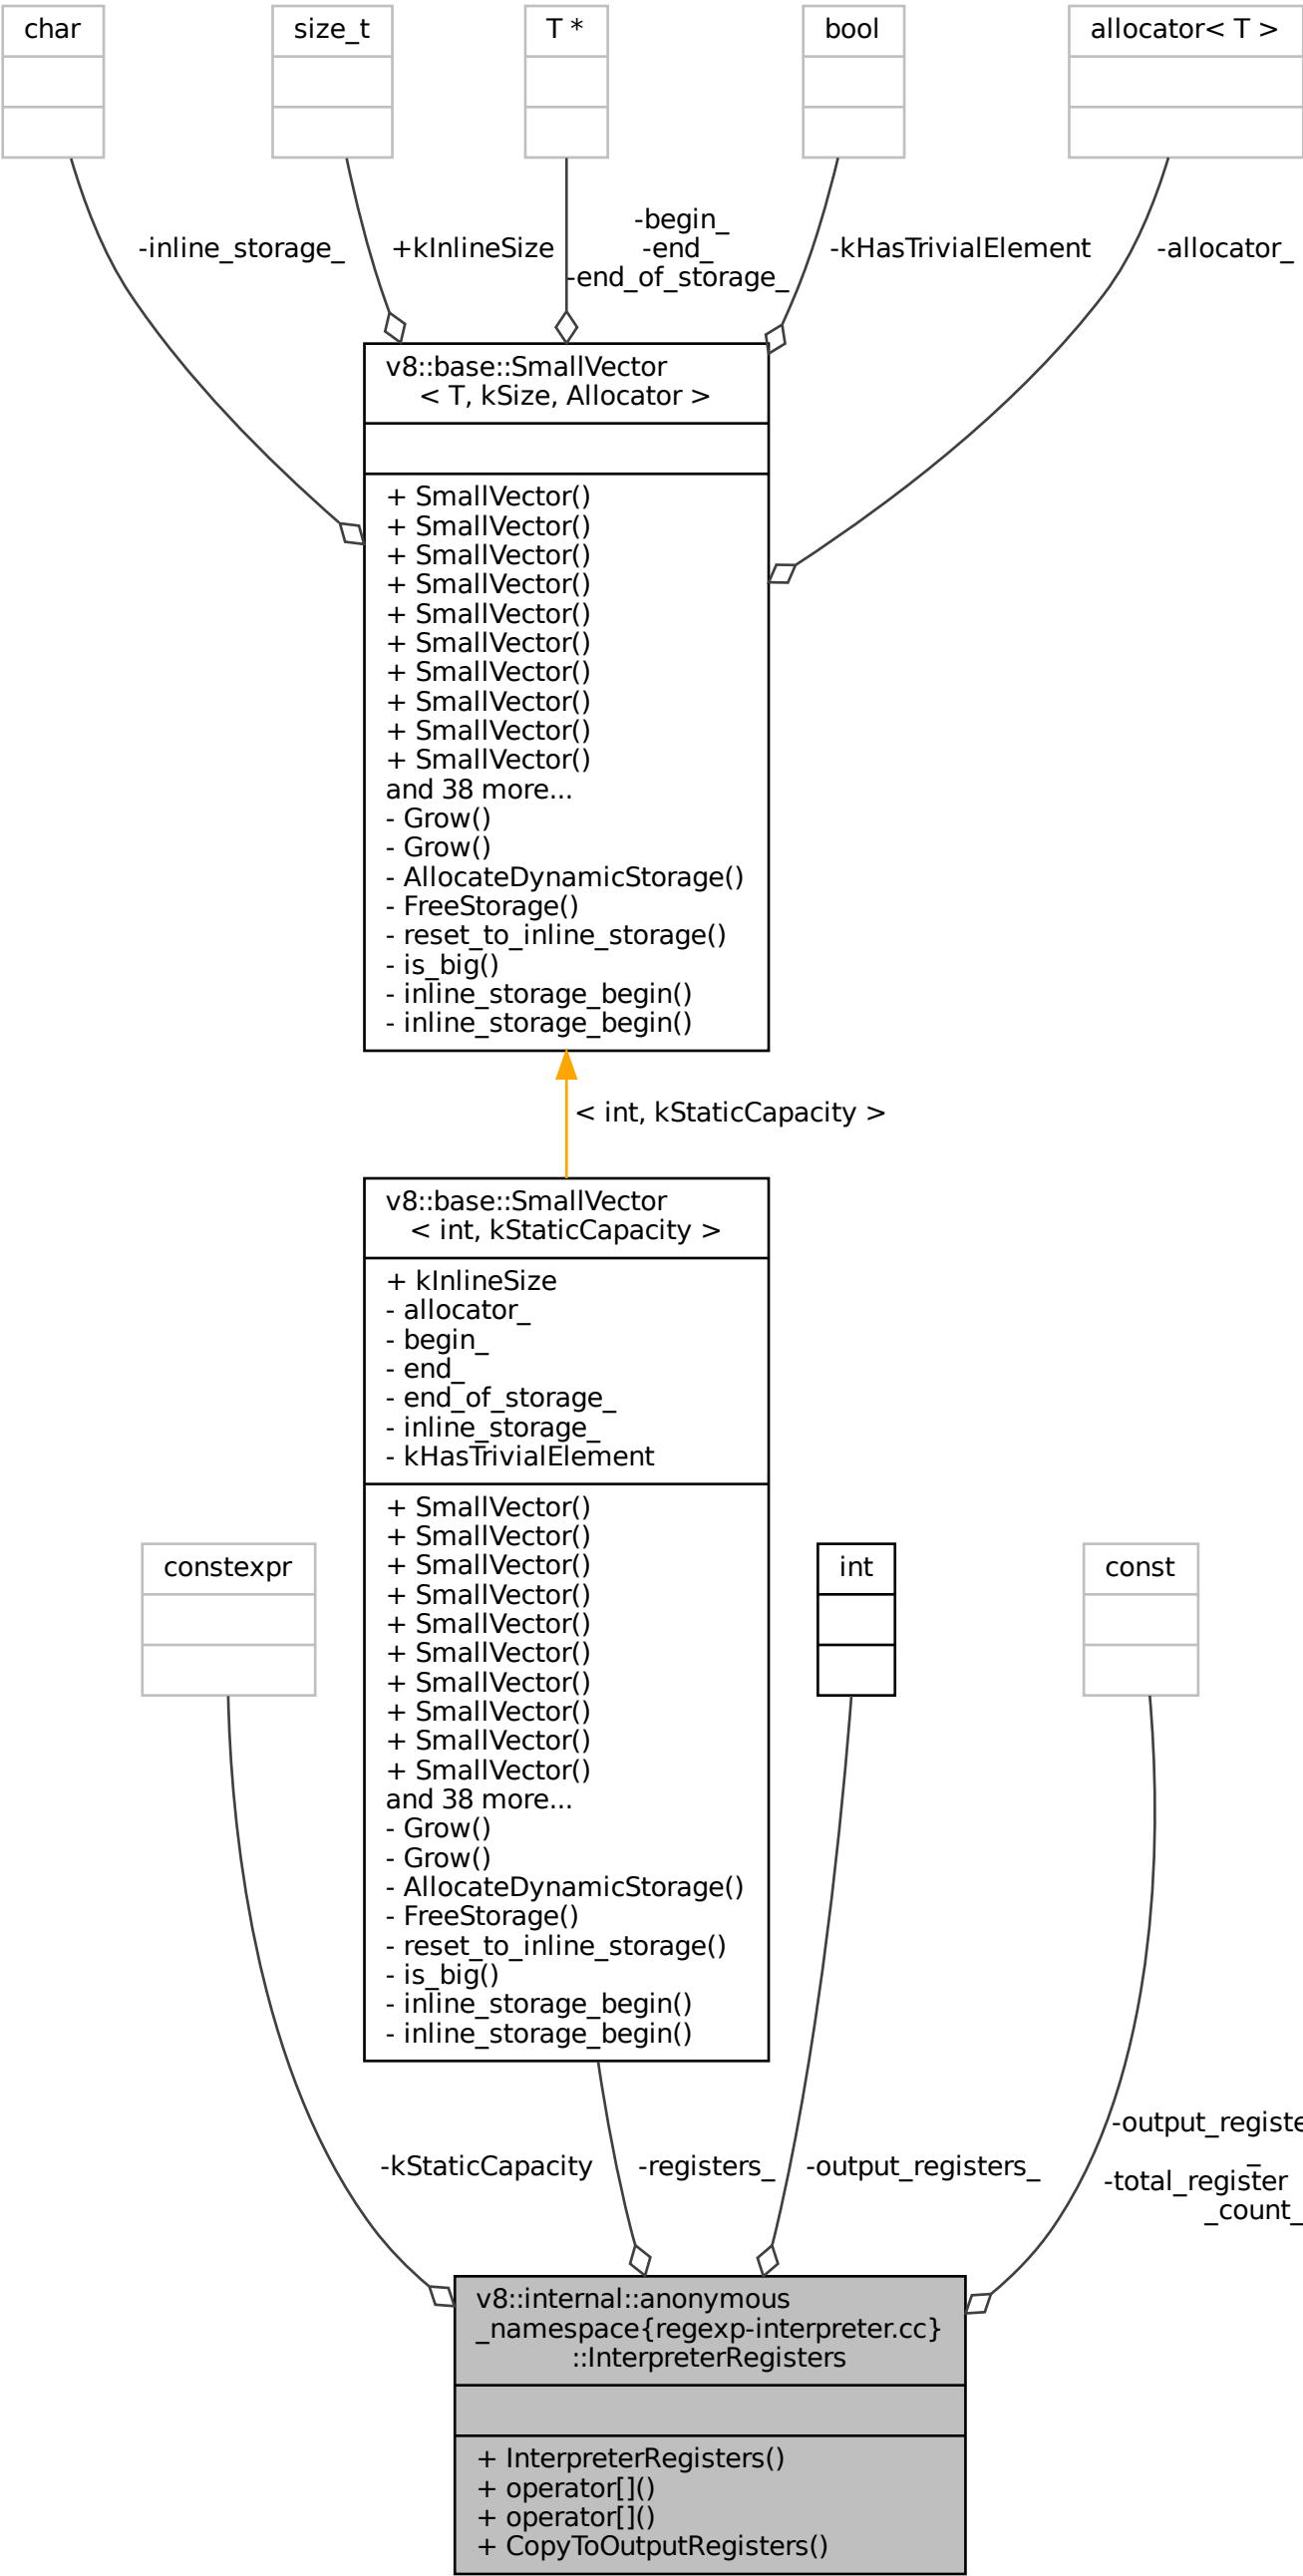 char
size_t
T *
bool
allocator< T >
-inline_storage_
+kInlineSize
-begin_
-end_
-end_of_storage_
-kHasTrivialElement
-allocator_
v8::base::SmallVector
< T, kSize, Allocator >
+ SmallVector()
+ SmallVector()
+ SmallVector()
+ SmallVector()
+ SmallVector()
+ SmallVector()
+ SmallVector()
+ SmallVector()
+ SmallVector()
+ SmallVector()
and 38 more...
- Grow()
- Grow()
- AllocateDynamicStorage()
- FreeStorage()
- reset_to_inline_storage()
- is_big()
- inline_storage_begin()
- inline_storage_begin()
< int, kStaticCapacity >
v8::base::SmallVector
< int, kStaticCapacity >
+ kInlineSize
- allocator_
- begin_
- end_
- end_of_storage_
- inline_storage_
- kHasTrivialElement
+ SmallVector()
+ SmallVector()
+ SmallVector()
+ SmallVector()
+ SmallVector()
+ SmallVector()
+ SmallVector()
+ SmallVector()
+ SmallVector()
+ SmallVector()
and 38 more...
- Grow()
- Grow()
- AllocateDynamicStorage()
- FreeStorage()
- reset_to_inline_storage()
- is_big()
- inline_storage_begin()
- inline_storage_begin()
constexpr
int
const
-kStaticCapacity
-registers_
-output_registers_
_
-total_register
_count_
v8::internal::anonymous
_namespace{regexp-interpreter.cc}
::InterpreterRegisters
+ InterpreterRegisters()
+ operator[]()
+ operator[]()
+ CopyToOutputRegisters()